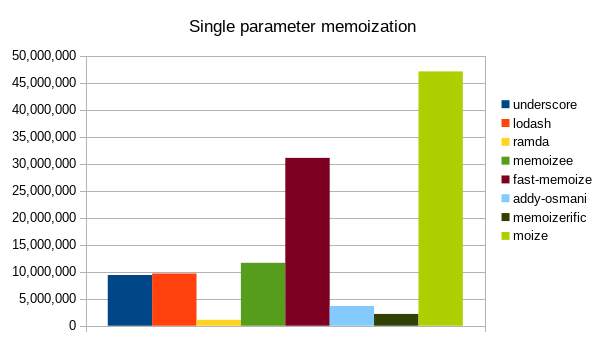 Single parameter memoization
50,000,000
45,000,000
40,000,000
35,000,000
30,000,000
25,000,000
20,000,000
15,000,000
10,000,000
5,000,000
0
underscore
lodash
ramda
memoizee
fast-memoize
addy-osmani
memoizerific
moize